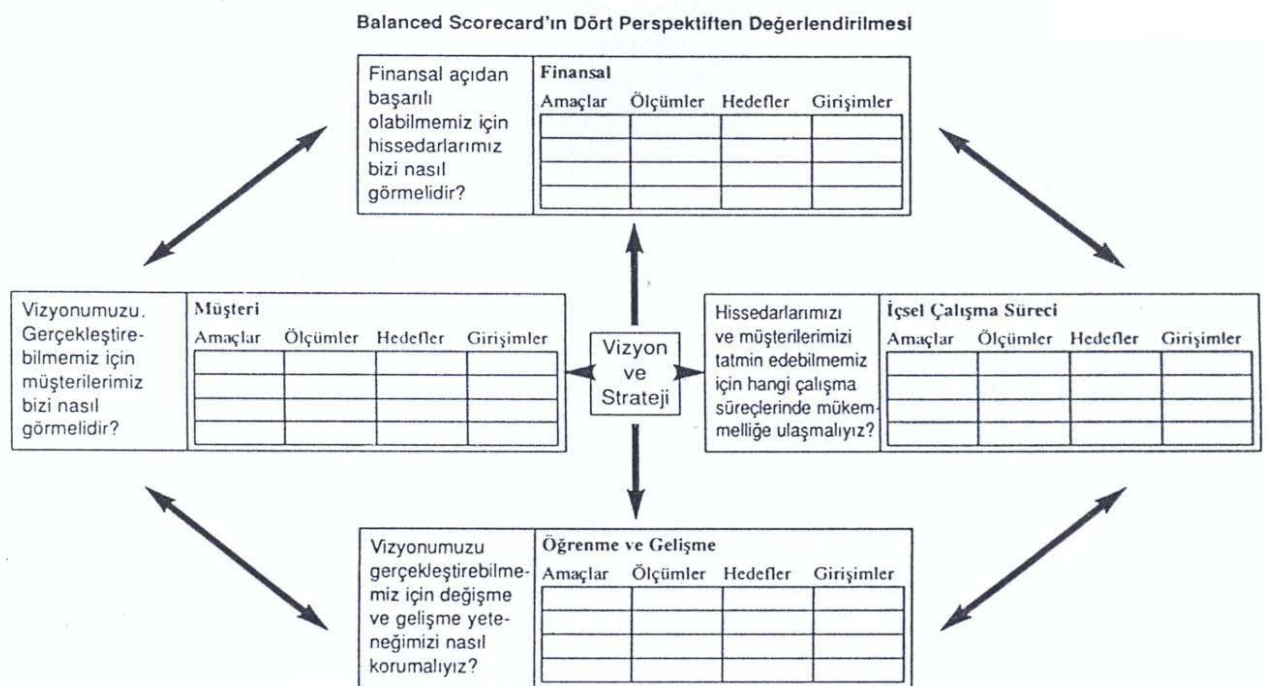 Balanced Scorecard'ın Dört Perspektiften Değerlendirilmesi
Finansal açıdan
başarılı
olabilmemiz için
hissedarlarımız
bizi nasıl
görmelidir?
Finansal
Amaçlar Ölçümler Hedefler Girişimler
Vizyonumuzu.
Gerçekleştire-
bilmemiz için
müşterilerimiz
bizi nasıl
görmelidir?
Müşteri
Amaçlar Ölçümler Hedefler Girişimler
Vizyon
ve
Strateji
Hissedarlarımızı
ve müşterilerimizi
tatmin edebilmemiz
için hangi çalışma
süreçlerinde mükem-
melliğe ulaşmalıyız?
İçsel Çalışma Süreci
Amaçlar Ölçümler Hedefler Girişimler
Vizyonumuzu
gerçekleştirebilme-
miz için değişme
ve gelişme yete-
neğimizi nasıl
korumalıyız?
Öğrenme ve Gelişme
Amaçlar Ölçümler Hedefler Girişimler